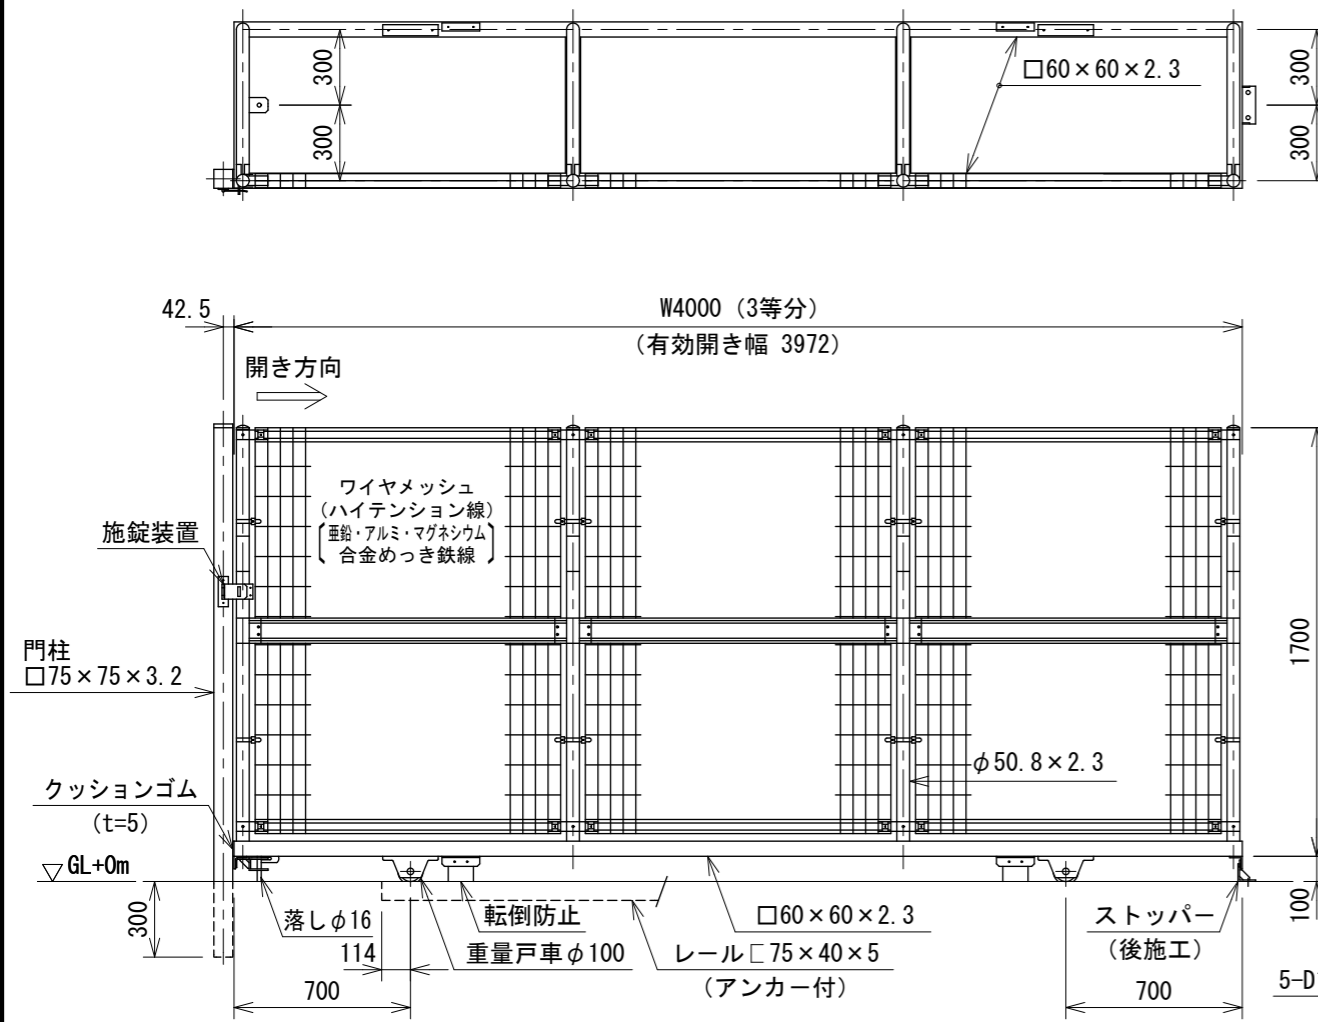 300
300
□60×60×2.3
300
300
42.5
W4000 (3等分)
(有効開き幅 3972)
開き方向
ワイヤメッシュ
(ハイテンション線)
亜鉛・アルミ・マグネシウム
合金めっき鉄線
施錠装置
門柱
□75×75×3.2
1700
φ50.8×2.3
クッションゴム
(t=5)
GL+0m
300
落しφ16
転倒防止
□60×60×2.3
ストッパー
(後施工)
100
114
重量戸車φ100
レール⊏75×40×5
(アンカー付)
700
700
5-D